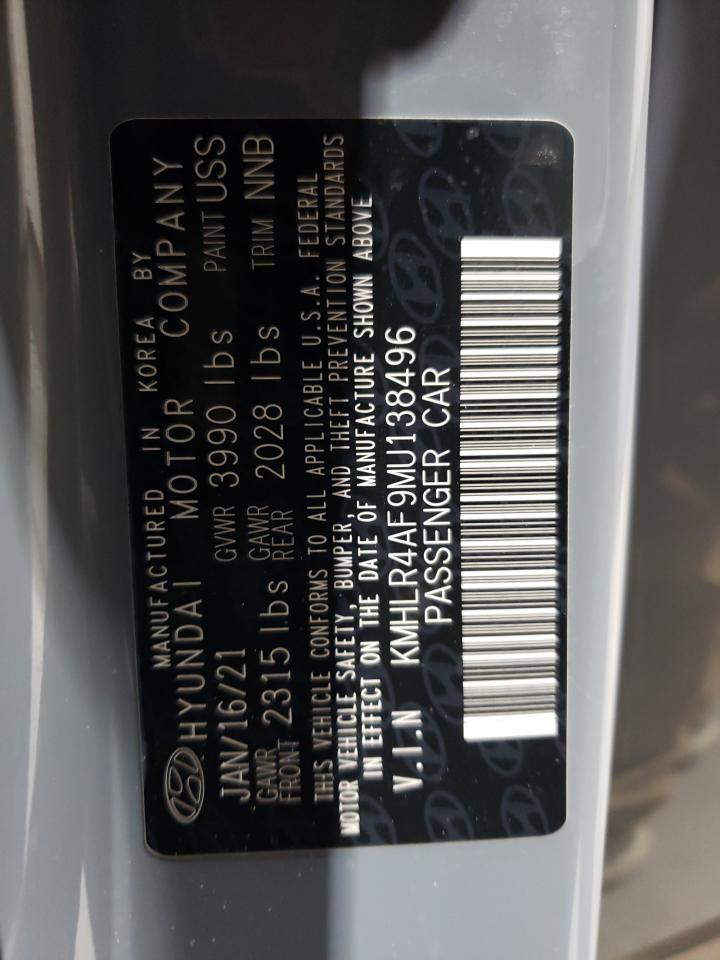 MANUFACTURED IN KOREA BY
HYUNDAI MOTOR COMPANY
JAN/16/21 GVWR 3990 lbs PAINT USS
GAWR FRONT 2315 lbs GAWR REAR 2028 lbs TRIM NNB
THIS VEHICLE CONFORMS TO ALL APPLICABLE U.S.A. FEDERAL
MOTOR VEHICLE SAFETY, BUMPER, AND THEFT PREVENTION STANDARDS
IN EFFECT ON THE DATE OF MANUFACTURE SHOWN ABOVE
V.I.N KMHLR4AF9MU138496
PASSENGER CAR